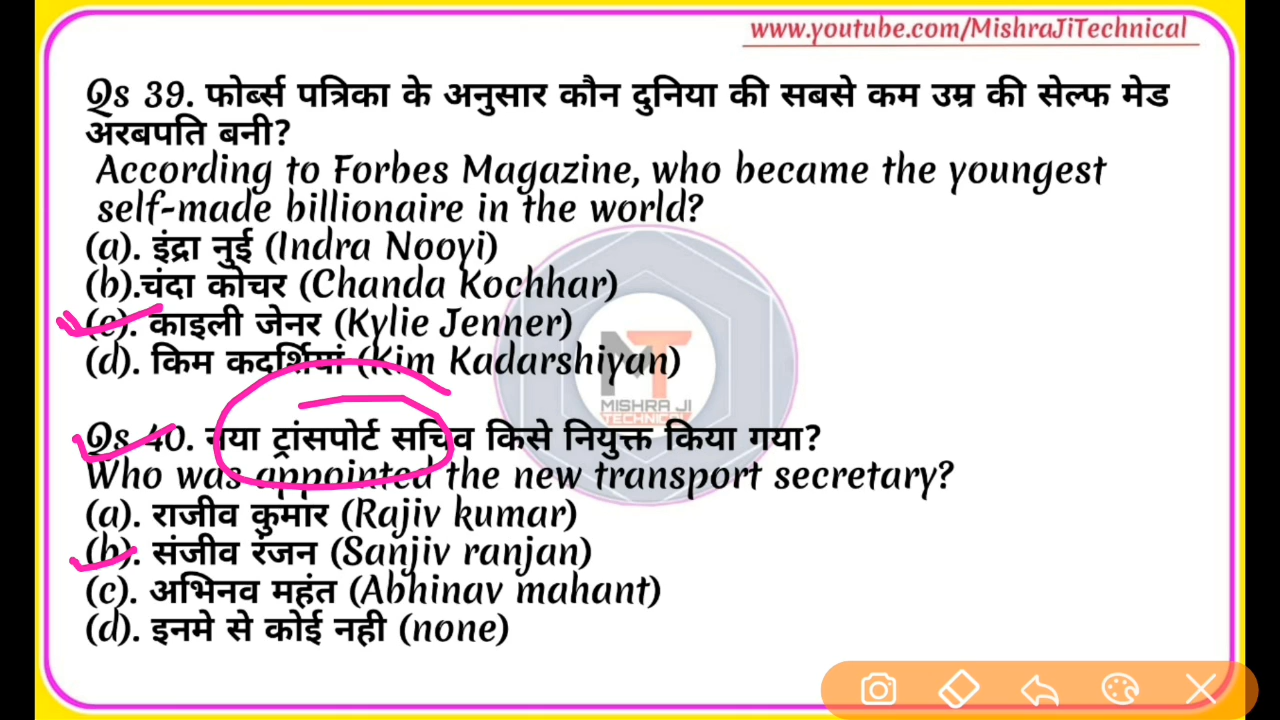 www.youtube.com/MishraJiTechnical
Qs 39. फोर्ब्स पत्रिका के अनुसार कौन दुनिया की सबसे कम उम्र की सेल्फ मेड
अरबपति बनी?
According to Forbes Magazine, who became the youngest
self-made billionaire in the world?
(a). इंद्रा नुई (Indra Nooyi)
(b).चंदा कोचर (Chanda Kochhar)
(c). काइली जेनर (Kylie Jenner)
(d). किम कदर्शियां (Kim Kadarshiyan)
MT
MISHRA JI
TECHNICAL
Qs 40. नया ट्रांसपोर्ट सचिव किसे नियुक्त किया गया?
Who was appointed the new transport secretary?
(a). राजीव कुमार (Rajiv kumar)
(b). संजीव रंजन (Sanjiv ranjan)
(c). अभिनव महंत (Abhinav mahant)
(d). इनमे से कोई नही (none)